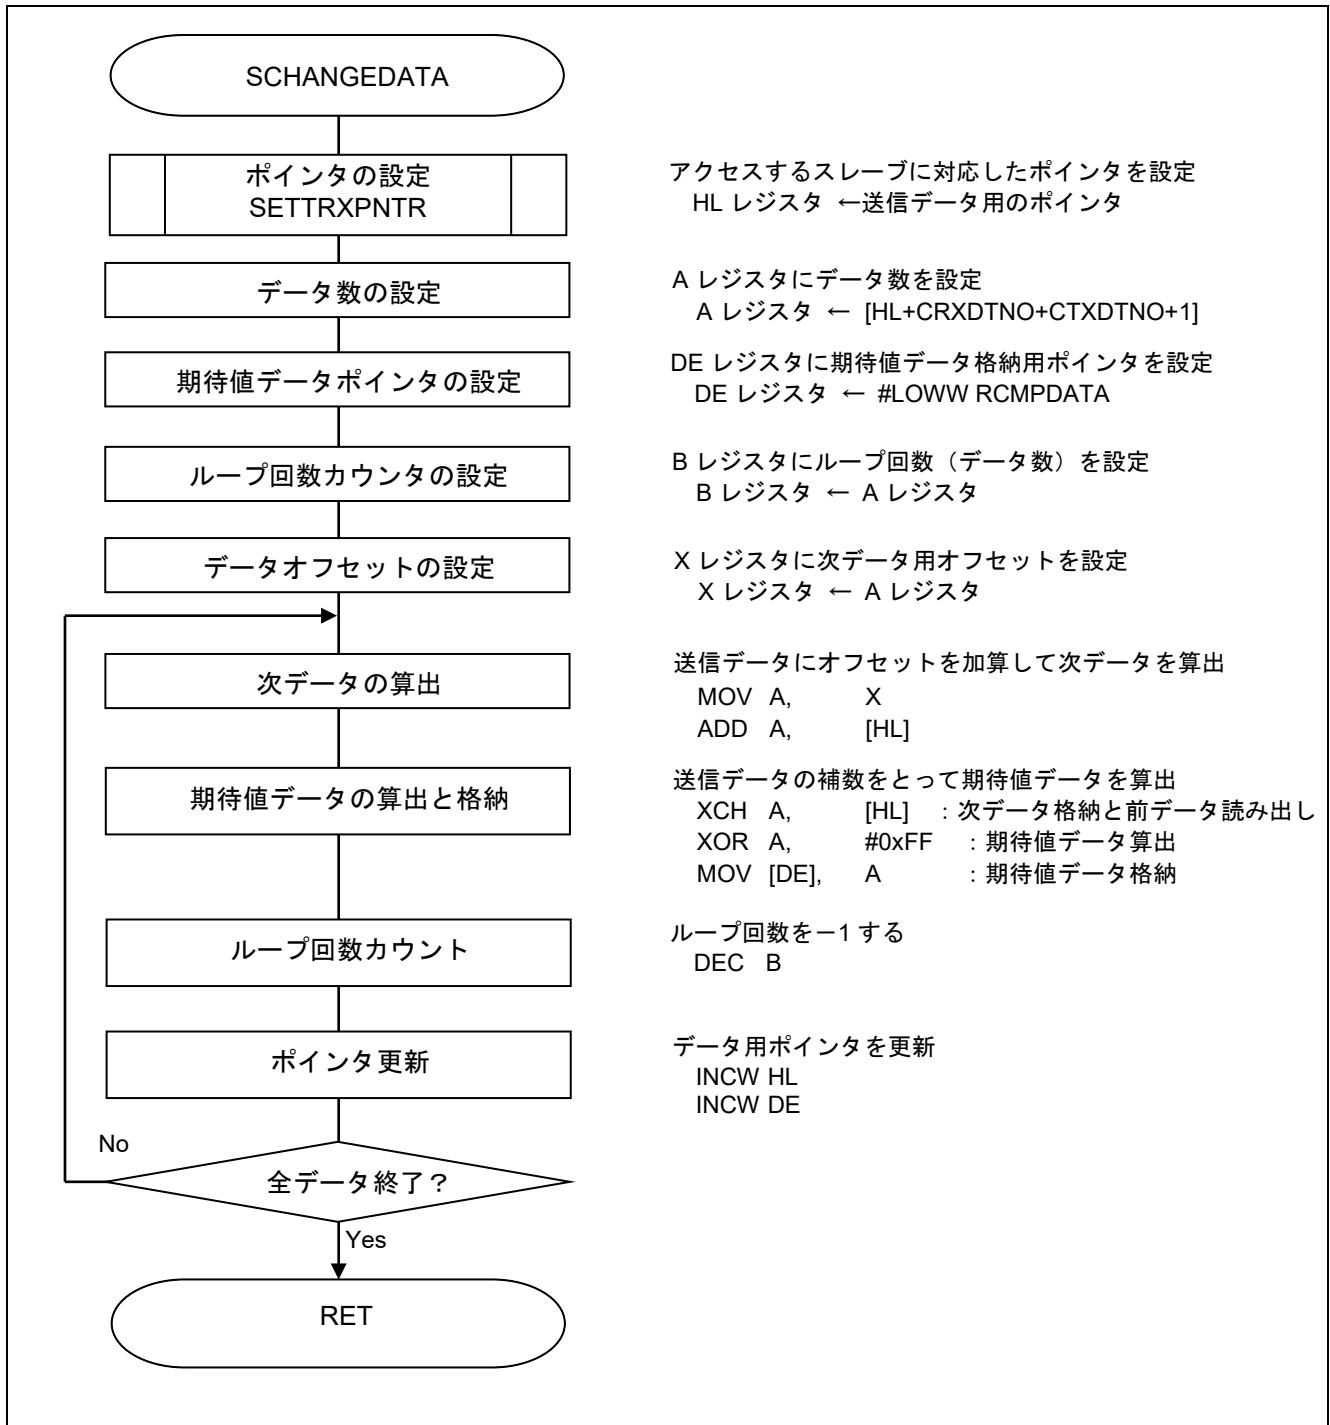 SCHANGEDATA
ポインタの設定
SETTRXPNTR
アクセスするスレーブに対応したポインタを設定
HL レジスタ ←送信データ用のポインタ
データ数の設定
A レジスタにデータ数を設定
A レジスタ ← [HL+CRXDTNO+CTXDTNO+1]
期待値データポインタの設定
DE レジスタに期待値データ格納用ポインタを設定
DE レジスタ ← #LOWW RCMPDATA
ループ回数カウンタの設定
B レジスタにループ回数（データ数）を設定
B レジスタ ← A レジスタ
データオフセットの設定
X レジスタに次データ用オフセットを設定
X レジスタ ← A レジスタ
次データの算出
送信データにオフセットを加算して次データを算出
MOV A, X
ADD A, [HL]
期待値データの算出と格納
送信データの補数をとって期待値データを算出
XCH A, [HL] ：次データ格納と前データ読み出し
XOR A, #0xFF ：期待値データ算出
MOV [DE], A ：期待値データ格納
ループ回数カウント
ループ回数を－1 する
DEC B
ポインタ更新
データ用ポインタを更新
INCW HL
INCW DE
No
全データ終了？
Yes
RET